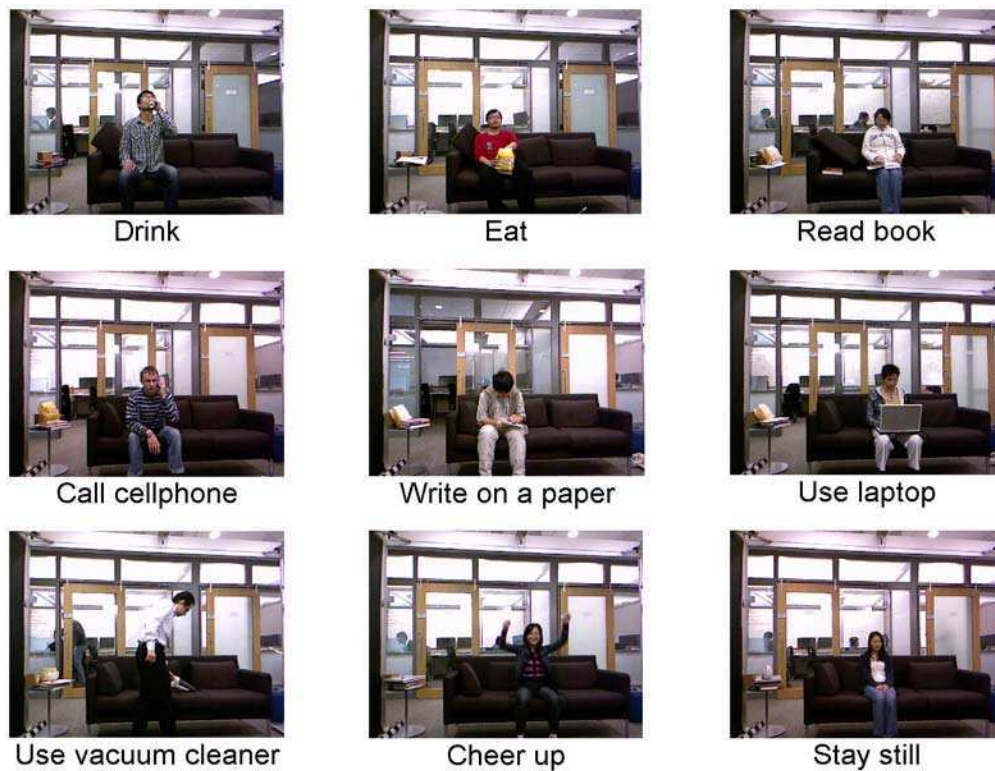 Drink
Eat
Read book
Call cellphone
Write on a paper
Use laptop
Use vacuum cleaner
Cheer up
Stay still